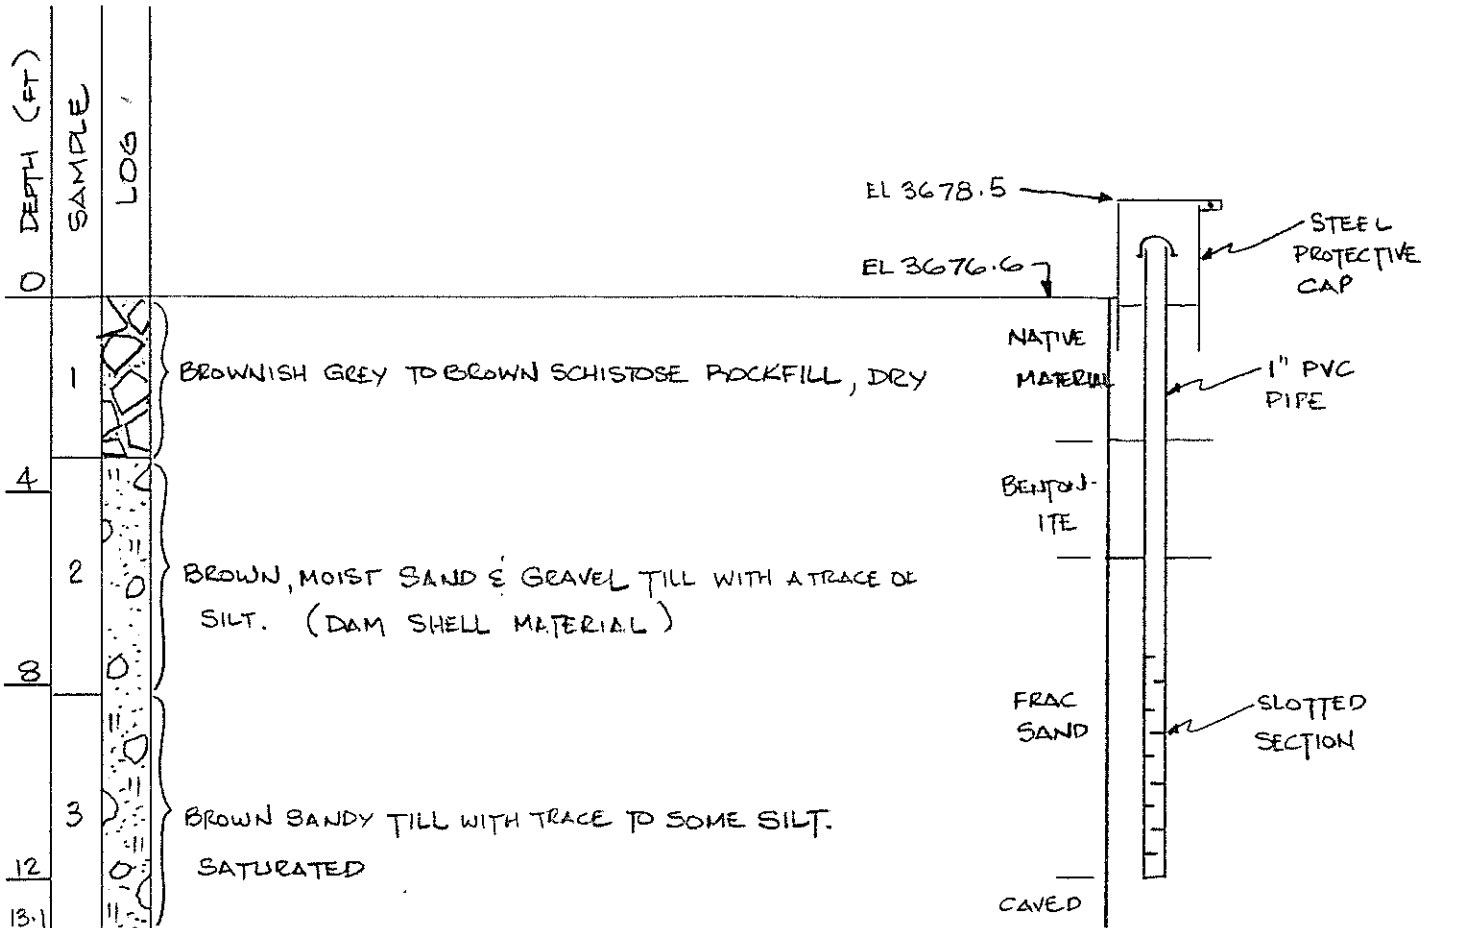 DEPTH (FT)
SAMPLE
LOG
0
EL 3678.5
STEEL
PROTECTIVE
CAP
EL 3676.6
NATIVE
MATERIAL
1
BROWNISH GREY TO BROWN SCHISTOSE ROCKFILL, DRY
1" PVC
PIPE
4
BENTON-
ITE
2
BROWN, MOIST SAND & GRAVEL TILL WITH A TRACE OF
SILT. (DAM SHELL MATERIAL)
8
FRAC
SAND
SLOTTED
SECTION
3
BROWN SANDY TILL WITH TRACE TO SOME SILT.
SATURATED
12
CAVED
13.1